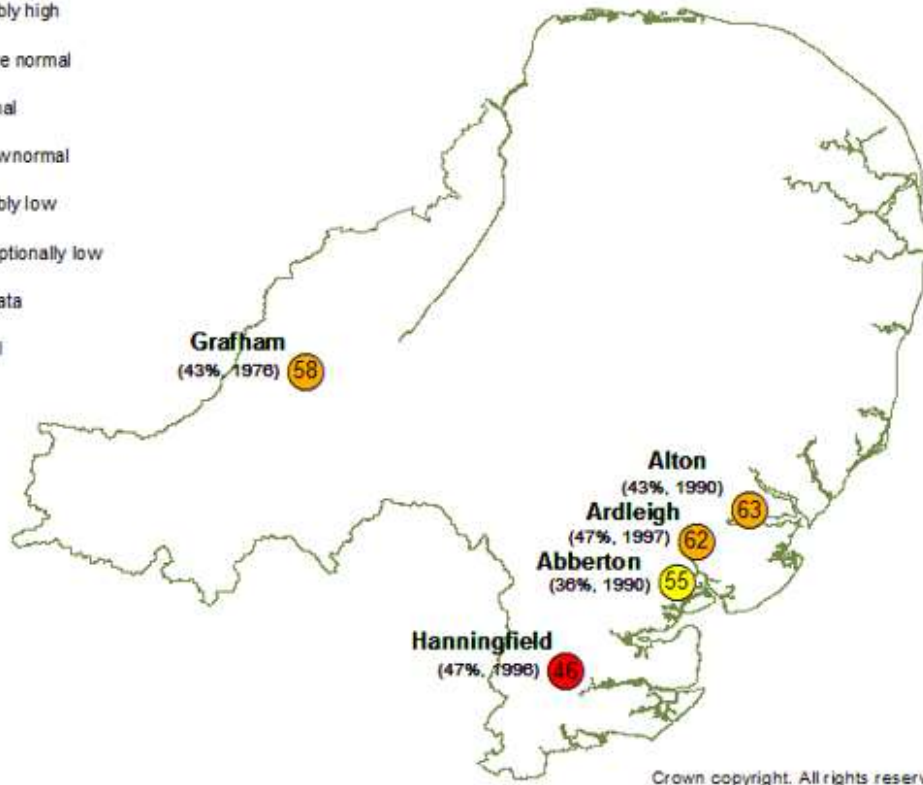 bly high
e normal
al
wnormal
bly low
ptionally low
ata
l
Grafham
(43%, 1976) 58
Alton
(43%, 1990) 63
Ardleigh
(47%, 1997) 62
Abberton
(36%, 1990) 55
Hanningfield
(47%, 1996) 46
Crown copyright. All rights reserv